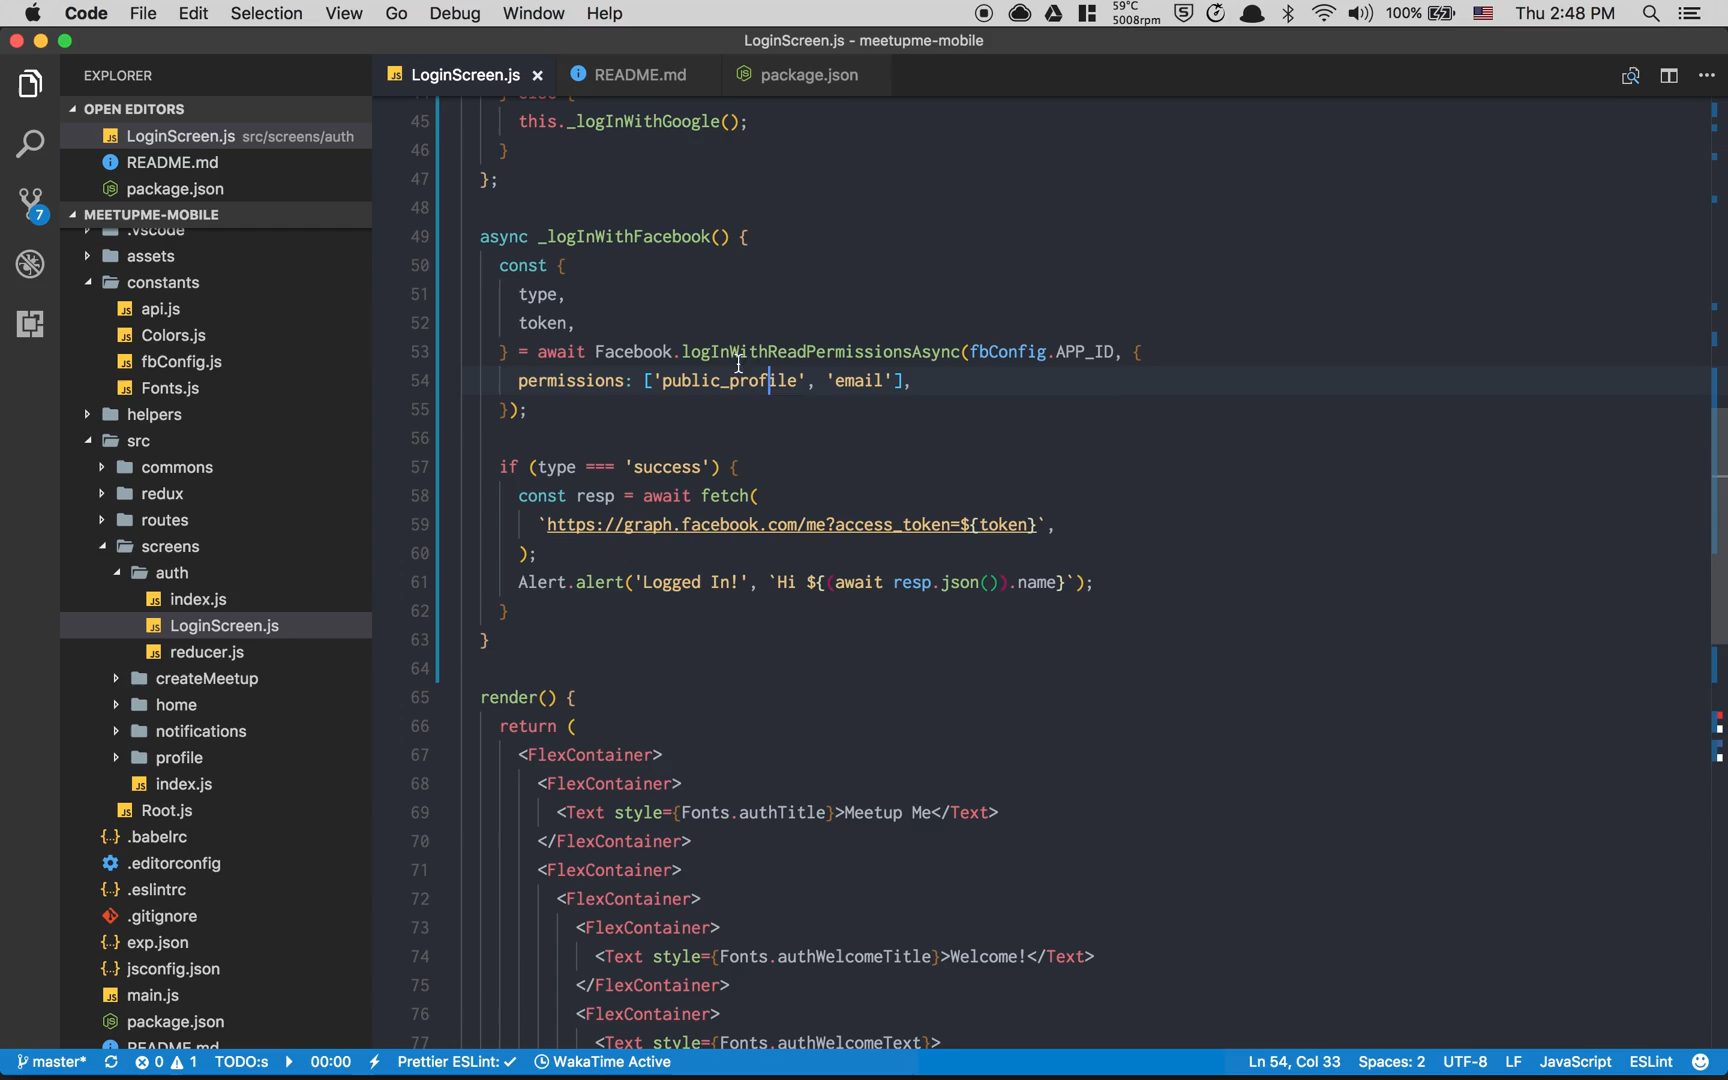 Code File Edit Selection View Go Debug Window Help 59°C 5008rpm 100% Thu 2:48 PM
LoginScreen.js - meetupme-mobile
EXPLORER
LoginScreen.js README.md package.json
OPEN EDITORS
LoginScreen.js src/screens/auth
README.md
package.json
7
MEETUPME-MOBILE
.vscode
assets
constants
api.js
Colors.js
fbConfig.js
Fonts.js
helpers
src
commons
redux
routes
screens
auth
index.js
LoginScreen.js
reducer.js
createMeetup
home
notifications
profile
index.js
Root.js
.babelrc
.editorconfig
.eslintrc
.gitignore
exp.json
jsconfig.json
main.js
package.json
README.md
44 } else {
45 this._logInWithGoogle();
46 }
47 };
48
49 async _logInWithFacebook() {
50 const {
51 type,
52 token,
53 } = await Facebook.logInWithReadPermissionsAsync(fbConfig.APP_ID, {
54 permissions: ['public_profile', 'email'],
55 });
56
57 if (type === 'success') {
58 const resp = await fetch(
59 `https://graph.facebook.com/me?access_token=${token}`,
60 );
61 Alert.alert('Logged In!', `Hi ${(await resp.json()).name}`);
62 }
63 }
64
65 render() {
66 return (
67 <FlexContainer>
68 <FlexContainer>
69 <Text style={Fonts.authTitle}>Meetup Me</Text>
70 </FlexContainer>
71 <FlexContainer>
72 <FlexContainer>
73 <FlexContainer>
74 <Text style={Fonts.authWelcomeTitle}>Welcome!</Text>
75 </FlexContainer>
76 <FlexContainer>
77 <Text style={Fonts.authWelcomeText}>
master* 0 1 TODO:s 00:00 Prettier ESLint: ✓ WakaTime Active Ln 54, Col 33 Spaces: 2 UTF-8 LF JavaScript ESLint